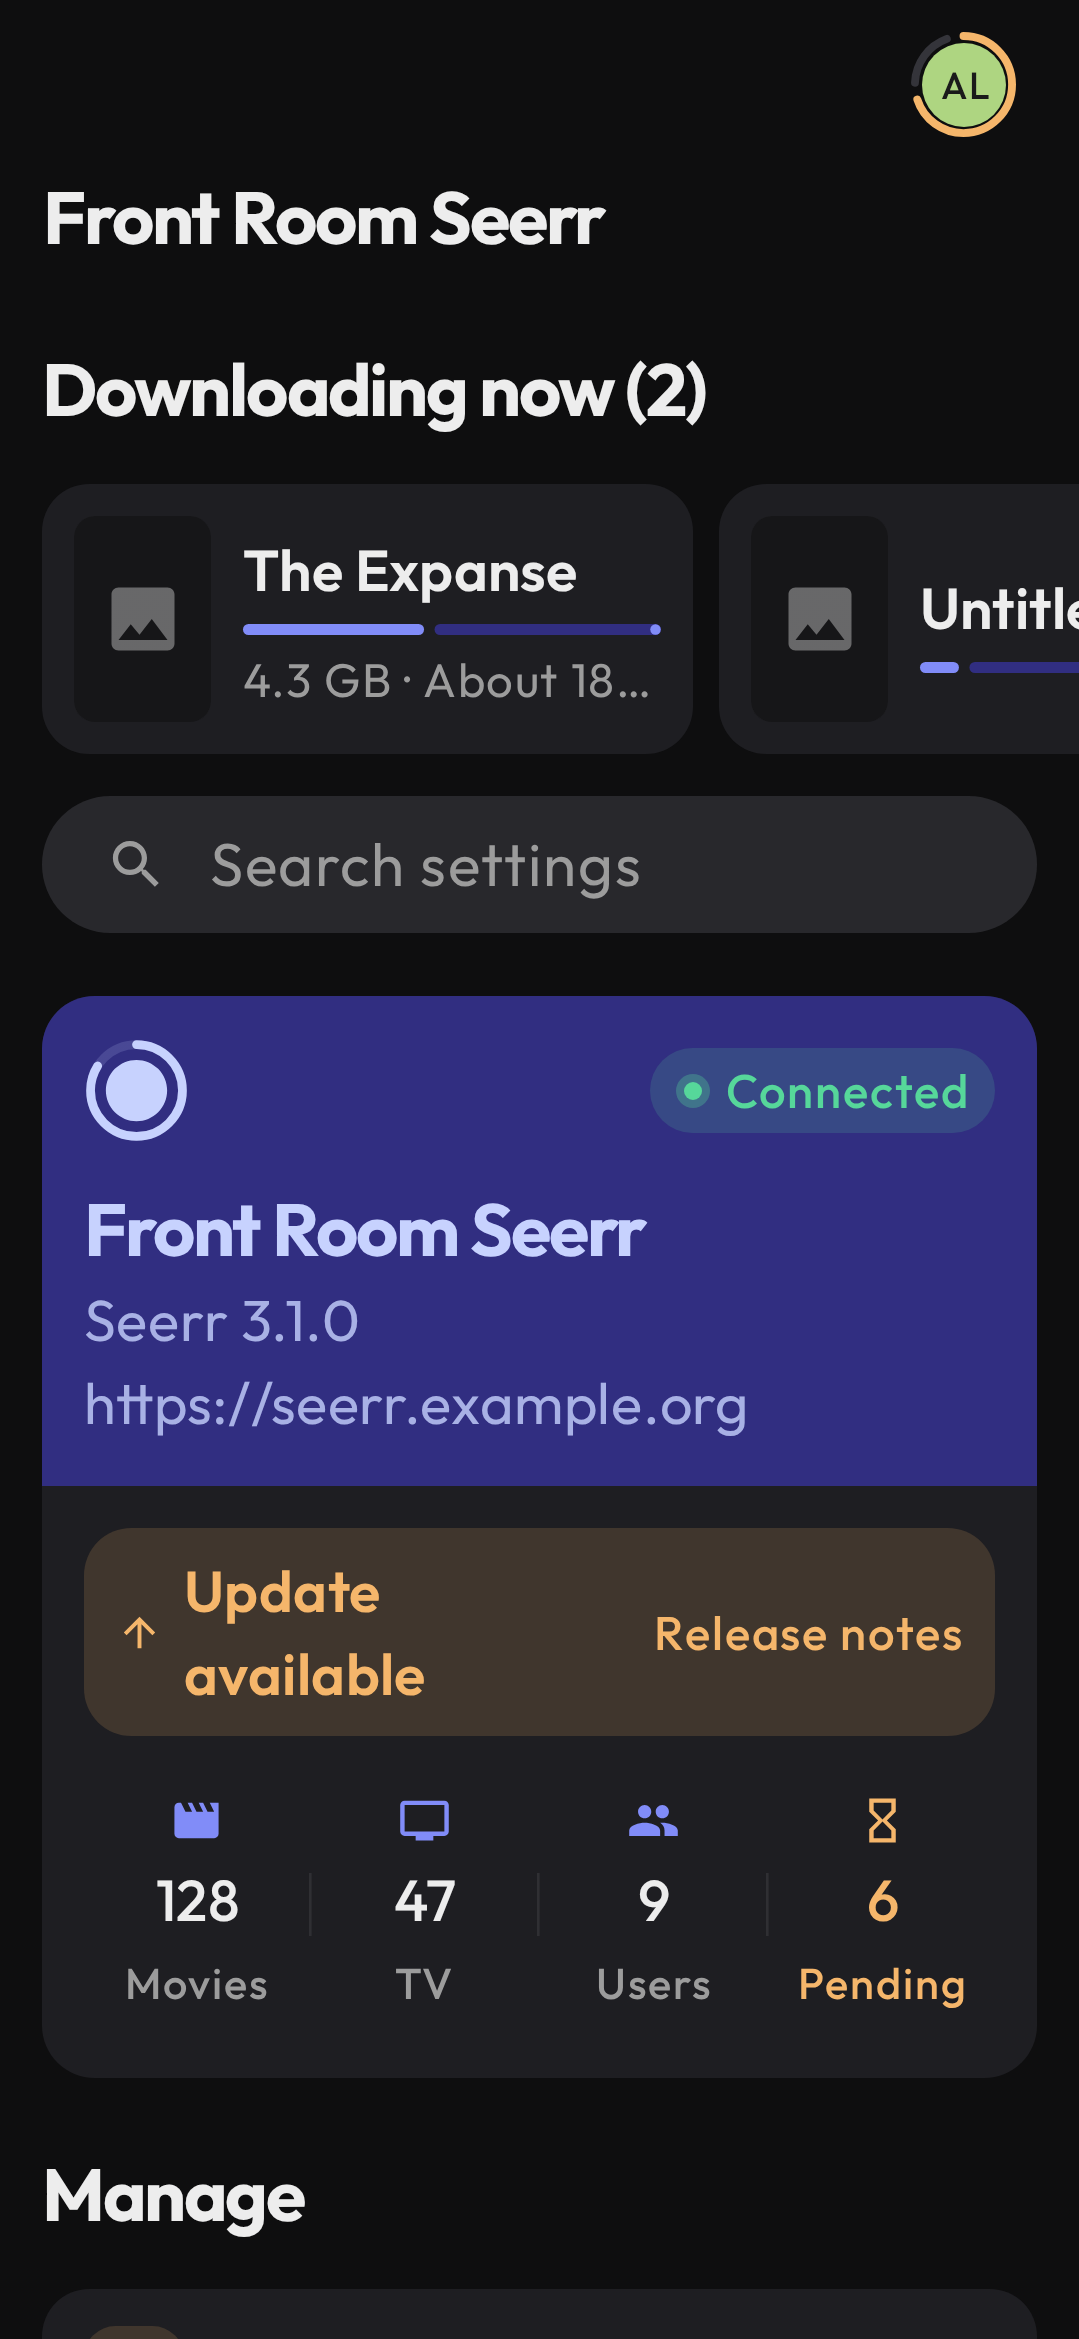 AL
Front Room Seerr
Downloading now (2)
The Expanse
4.3 GB · About 18…
Untitle
Search settings
Connected
Front Room Seerr
Seerr 3.1.0
https://seerr.example.org
Update
available
Release notes
128
47
9
6
Movies
TV
Users
Pending
Manage